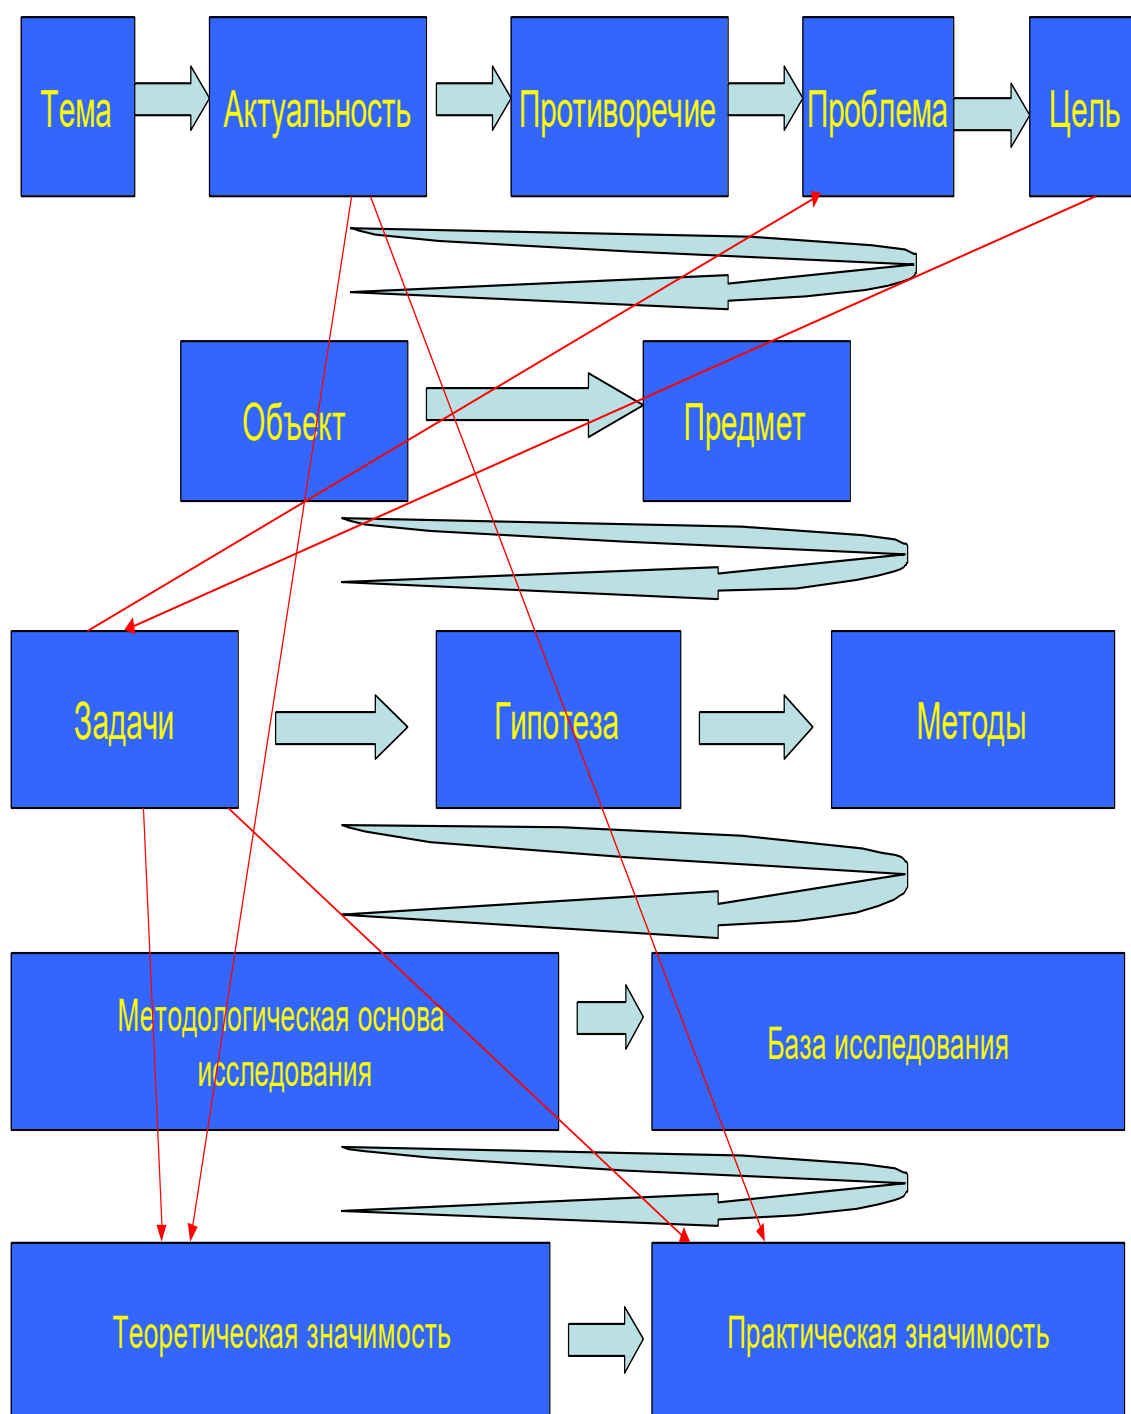 Тема
Актуальность
Противоречие
Проблема
Цель
Объект
Предмет
Задачи
Гипотеза
Методы
Методологическая основа
исследования
База исследования
Теоретическая значимость
Практическая значимость